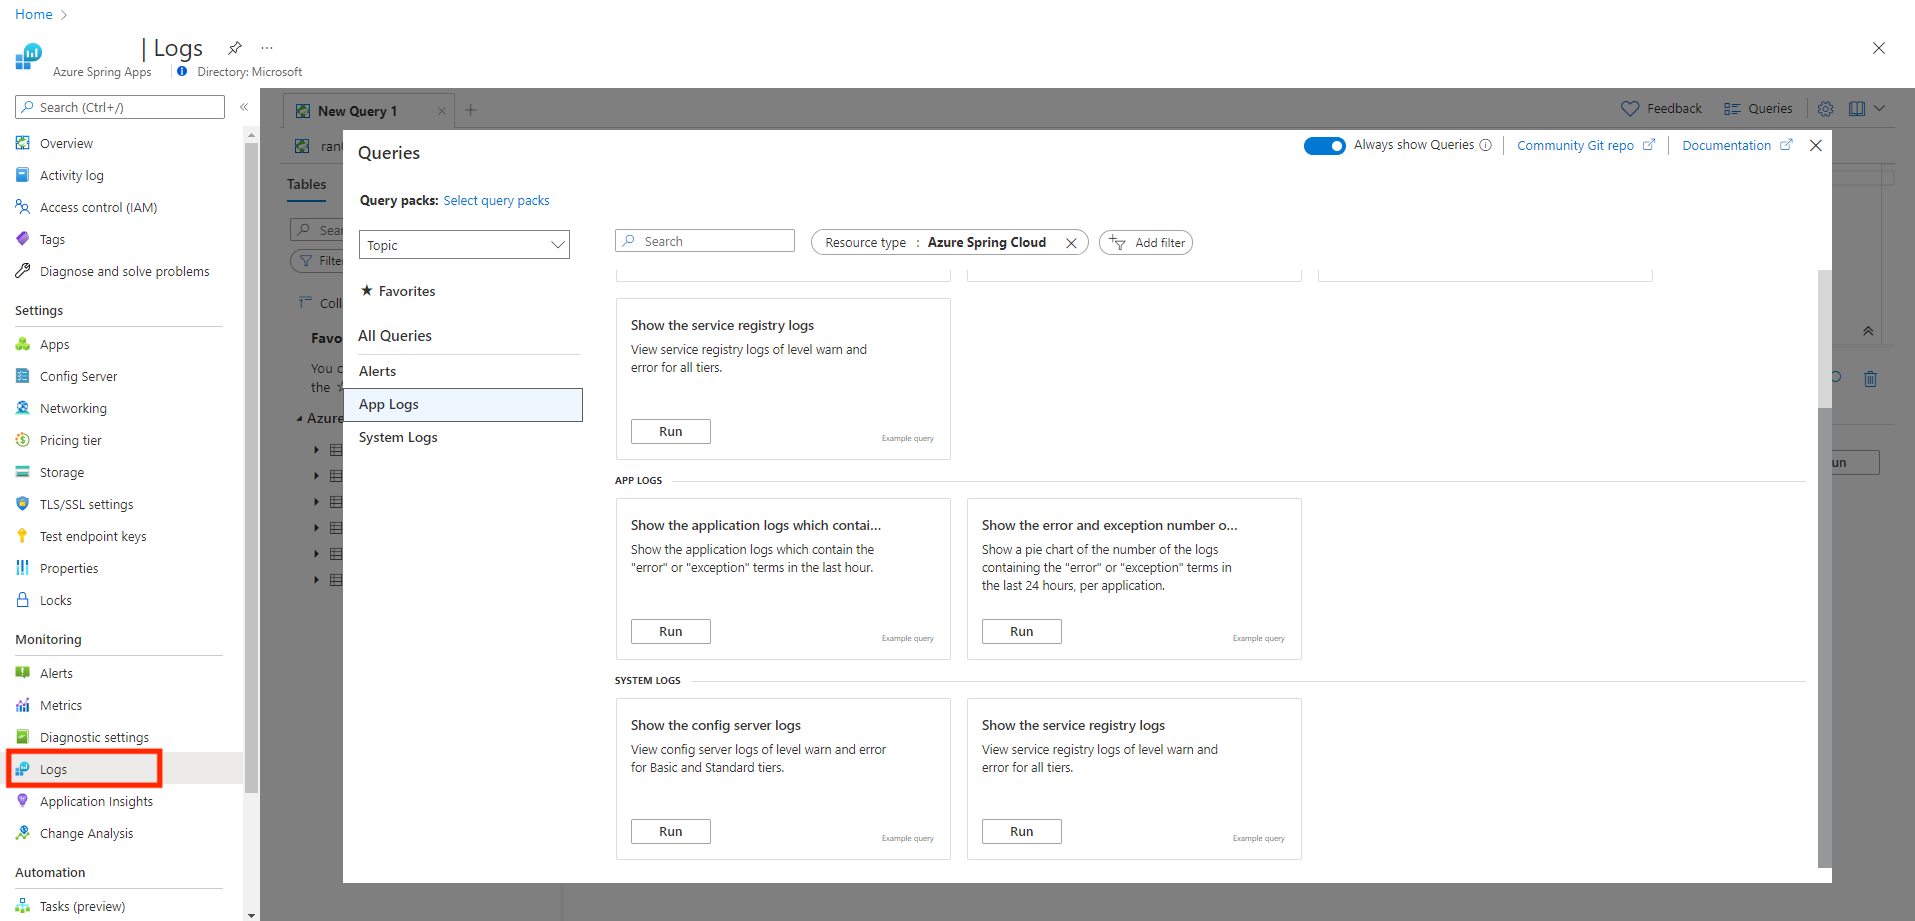 Home
| Logs
Azure Spring Apps
Directory: Microsoft
Search (Ctrl+/)
Overview
Activity log
Access control (IAM)
Tags
Diagnose and solve problems
Settings
Apps
Config Server
Networking
Pricing tier
Storage
TLS/SSL settings
Test endpoint keys
Properties
Locks
Monitoring
Alerts
Metrics
Diagnostic settings
Logs
Application Insights
Change Analysis
Automation
Tasks (preview)
New Query 1
Feedback
Queries
Tables
You
the
Azure
Queries
Always show Queries
Community Git repo
Documentation
Query packs: Select query packs
Topic
Search
Resource type : Azure Spring Cloud
Add filter
Favorites
All Queries
Alerts
App Logs
System Logs
Show the service registry logs
View service registry logs of level warn and
error for all tiers.
Run
Example query
APP LOGS
Show the application logs which contai...
Show the application logs which contain the
"error" or "exception" terms in the last hour.
Run
Example query
Show the error and exception number o...
Show a pie chart of the number of the logs
containing the "error" or "exception" terms in
the last 24 hours, per application.
Run
Example query
SYSTEM LOGS
Show the config server logs
View config server logs of level warn and error
for Basic and Standard tiers.
Run
Example query
Show the service registry logs
View service registry logs of level warn and
error for all tiers.
Run
Example query